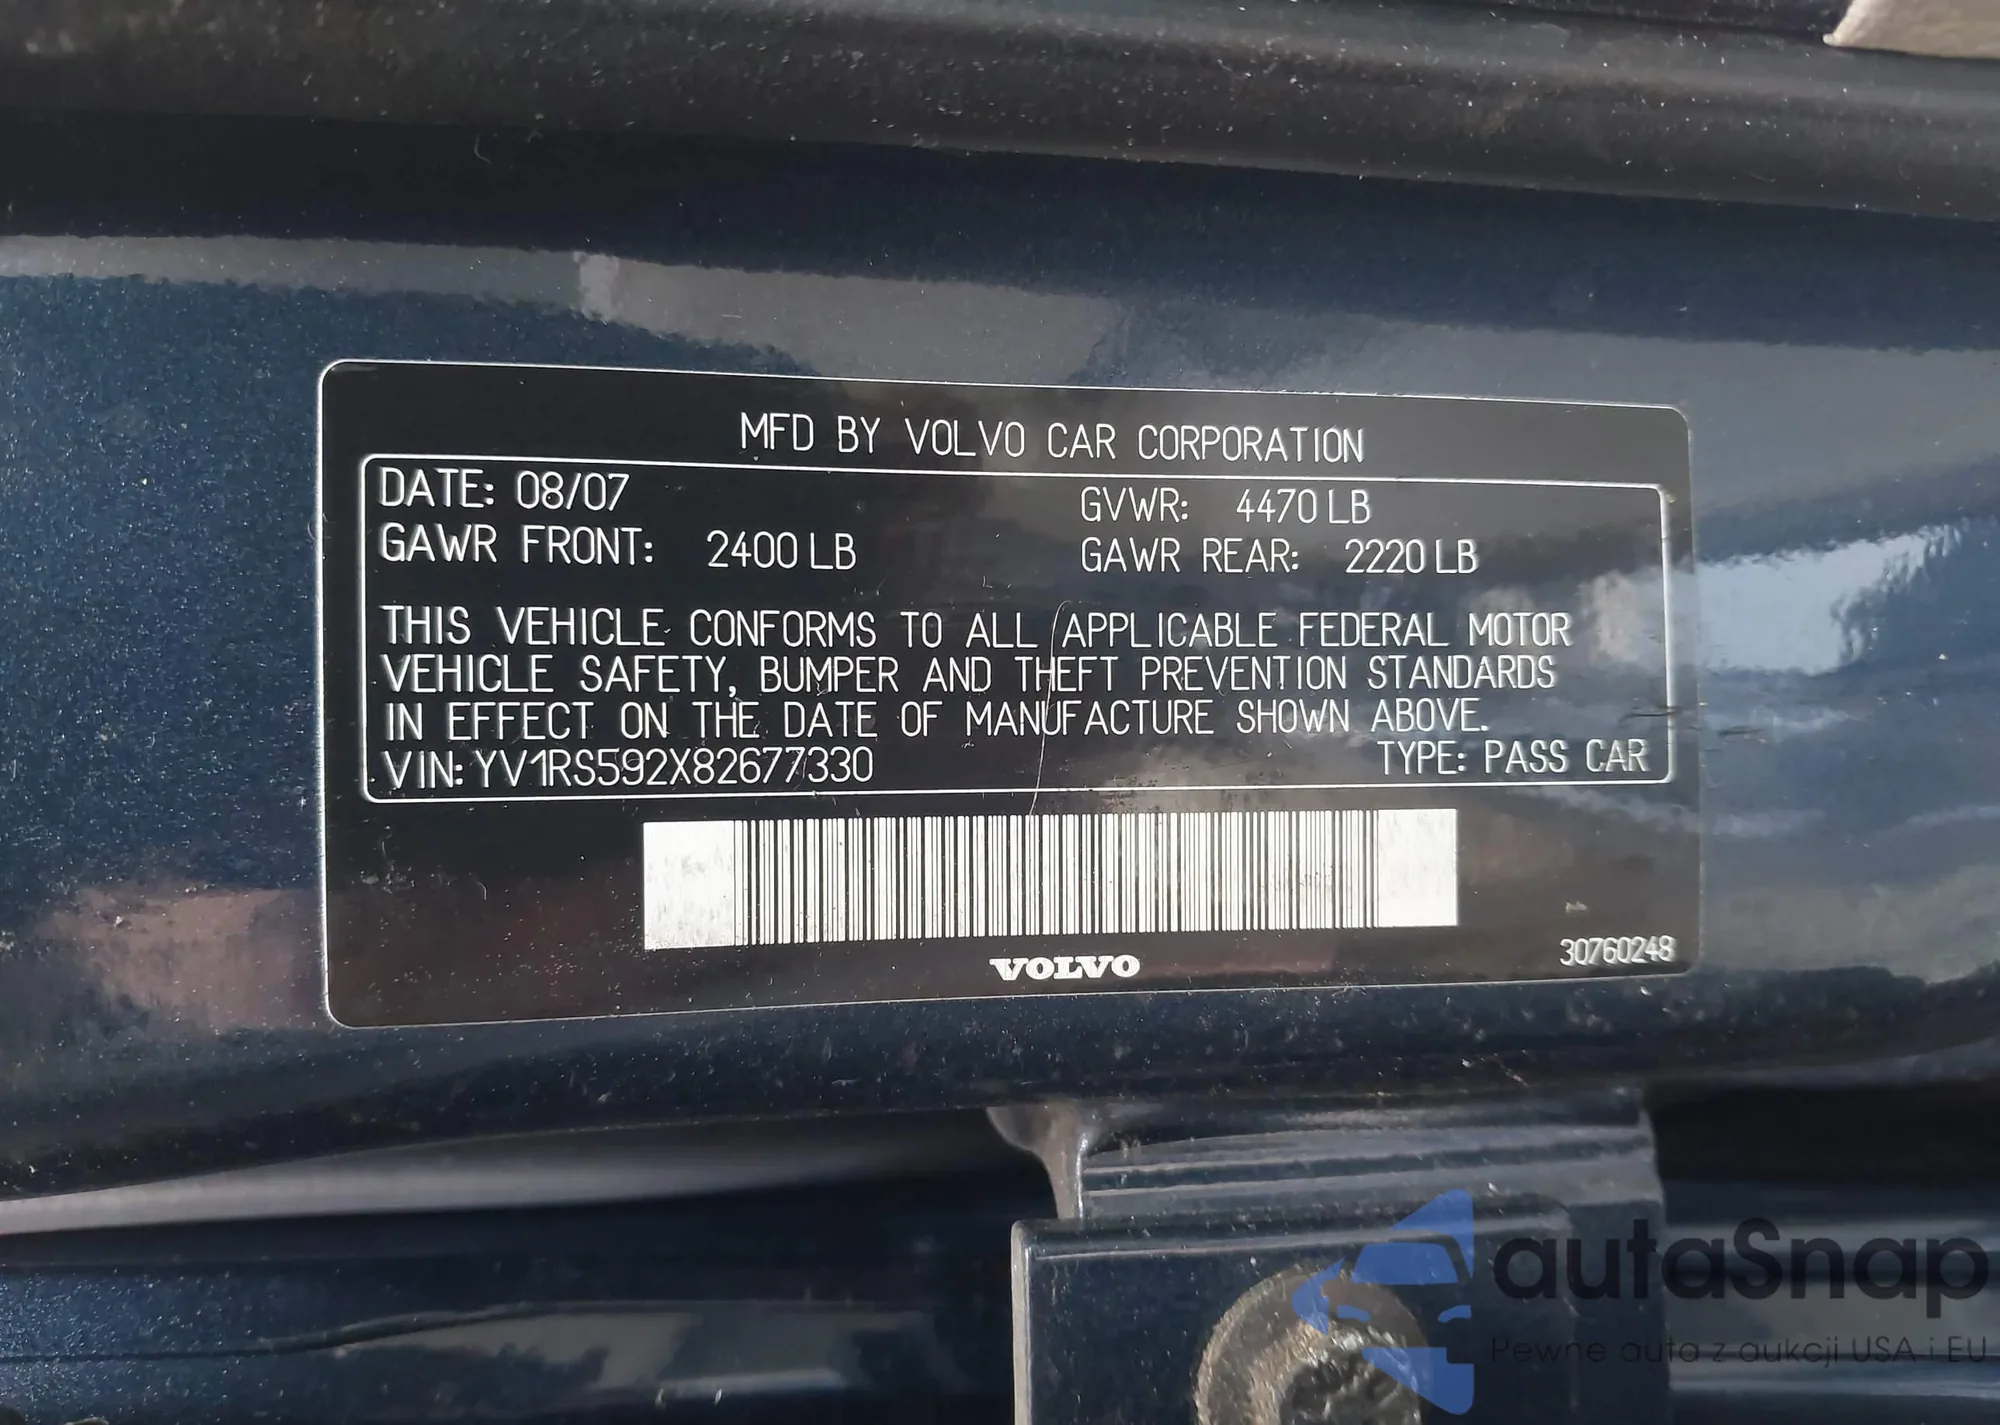 MFD BY VOLVO CAR CORPORATION
DATE: 08/07 GVWR: 4470 LB
GAWR FRONT: 2400 LB GAWR REAR: 2220 LB
THIS VEHICLE CONFORMS TO ALL APPLICABLE FEDERAL MOTOR
VEHICLE SAFETY, BUMPER AND THEFT PREVENTION STANDARDS
IN EFFECT ON THE DATE OF MANUFACTURE SHOWN ABOVE.
VIN: YV1RS592X82677330 TYPE: PASS CAR
VOLVO
30760248
autaSnap
Pewne auta z aukcji USA i EU